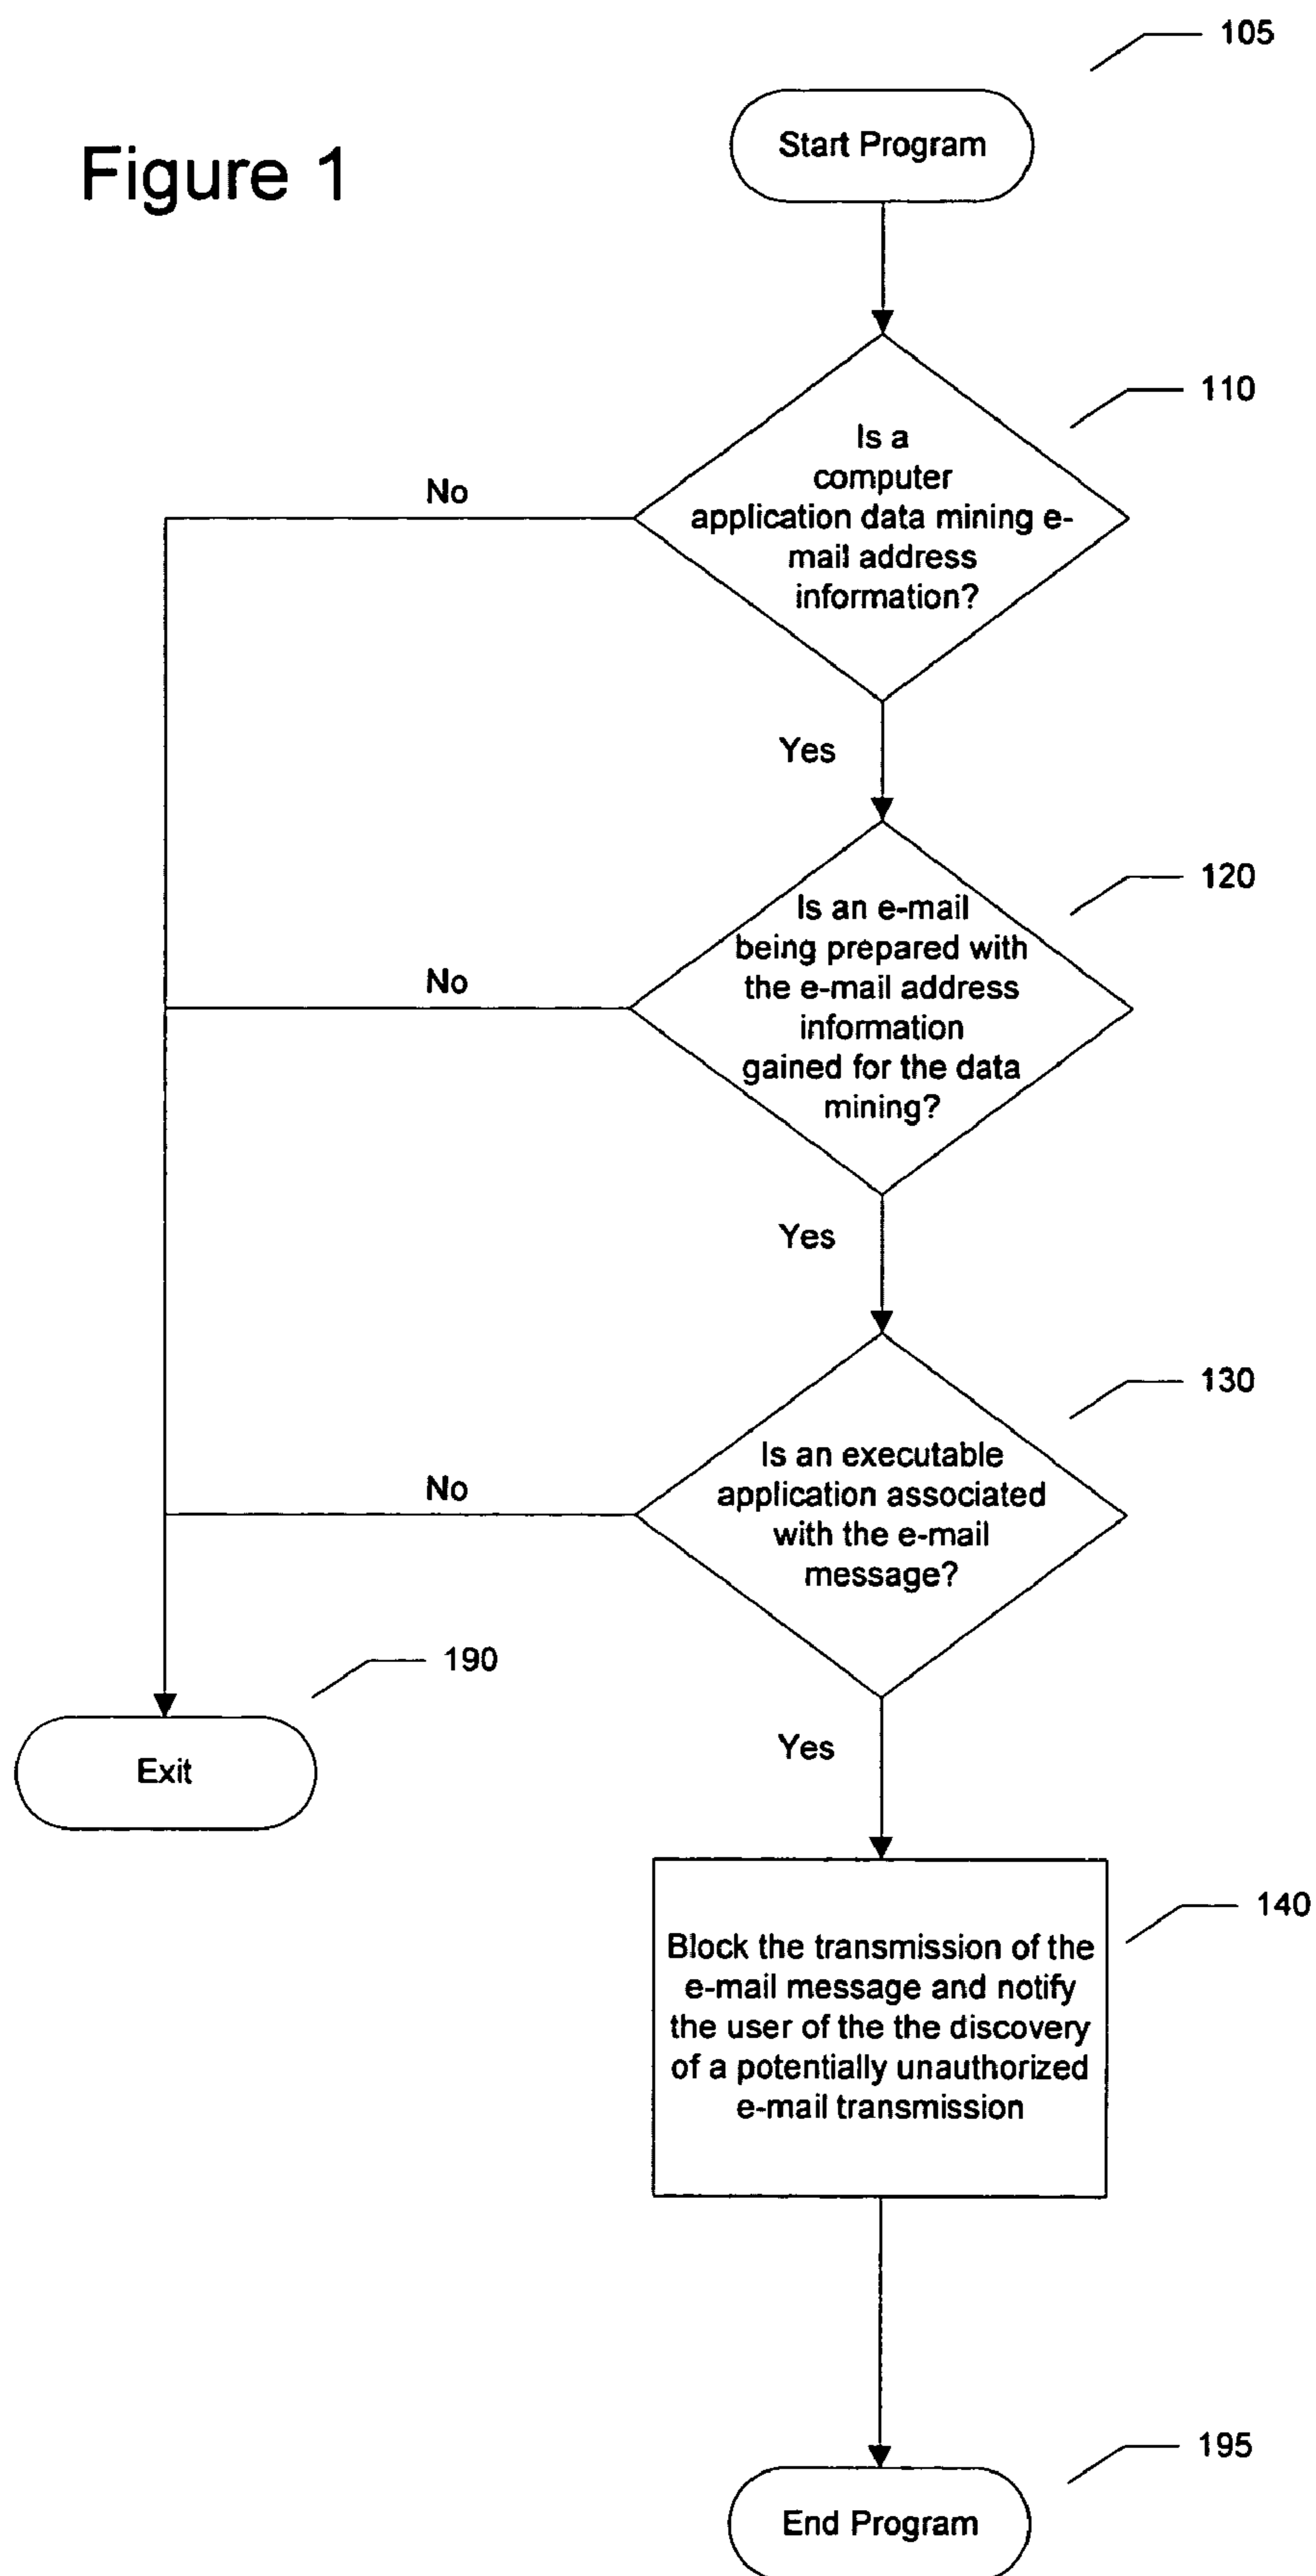 105
Start Program
Figure 1
110
Is a
computer
application data mining e-
mail address
information?
No
Yes
120
Is an e-mail
being prepared with
the e-mail address
information
gained for the data
mining?
No
Yes
130
Is an executable
application associated
with the e-mail
message?
No
190
Exit
Yes
140
Block the transmission of the
e-mail message and notify
the user of the the discovery
of a potentially unauthorized
e-mail transmission
195
End Program